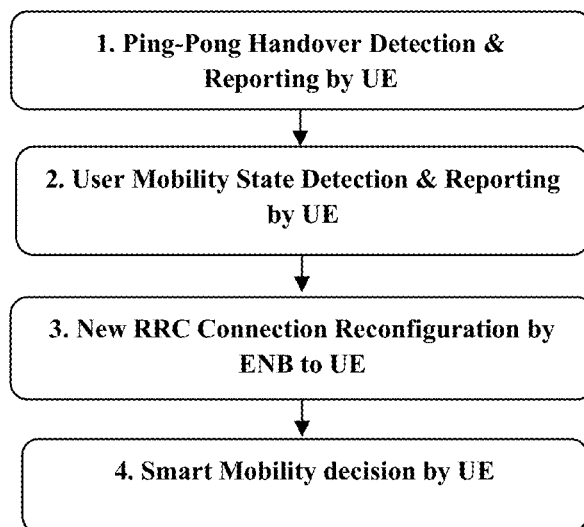 1. Ping-Pong Handover Detection &
Reporting by UE
2. User Mobility State Detection & Reporting
by UE
3. New RRC Connection Reconfiguration by
ENB to UE
4. Smart Mobility decision by UE